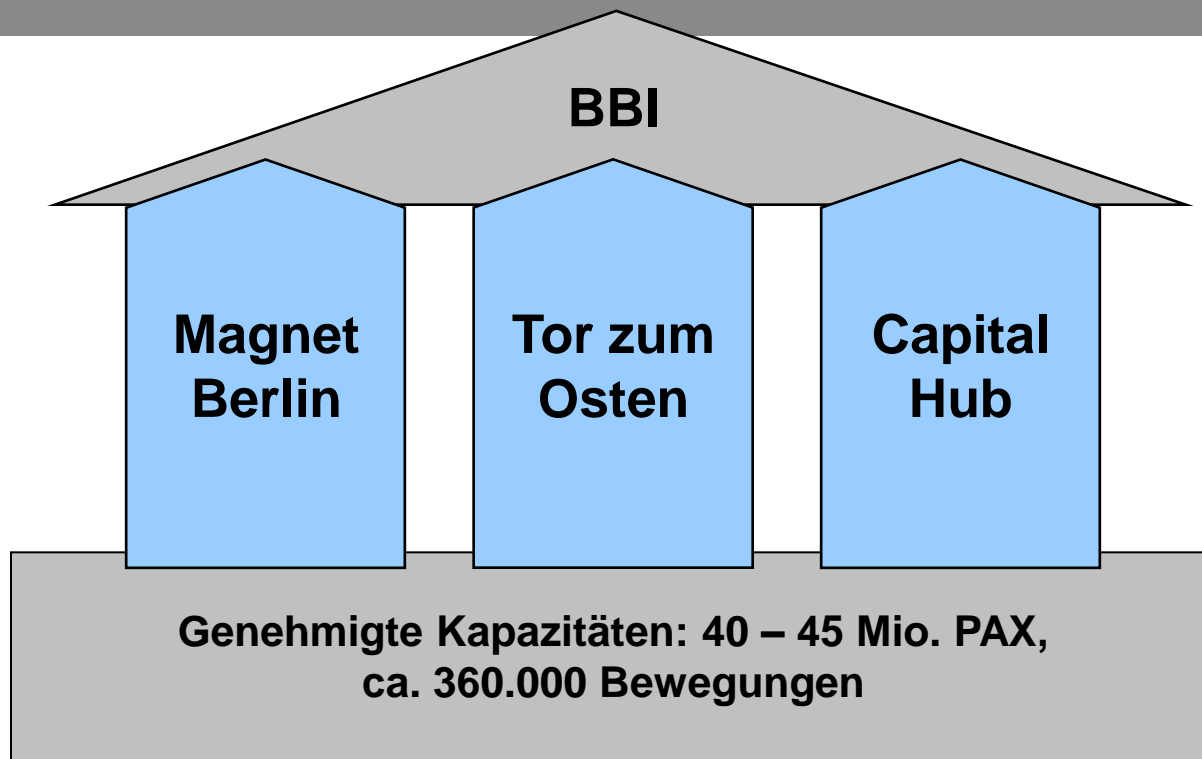 BBI
Magnet
Berlin
Tor zum
Osten
Capital
Hub
Genehmigte Kapazitäten: 40 – 45 Mio. PAX,
ca. 360.000 Bewegungen